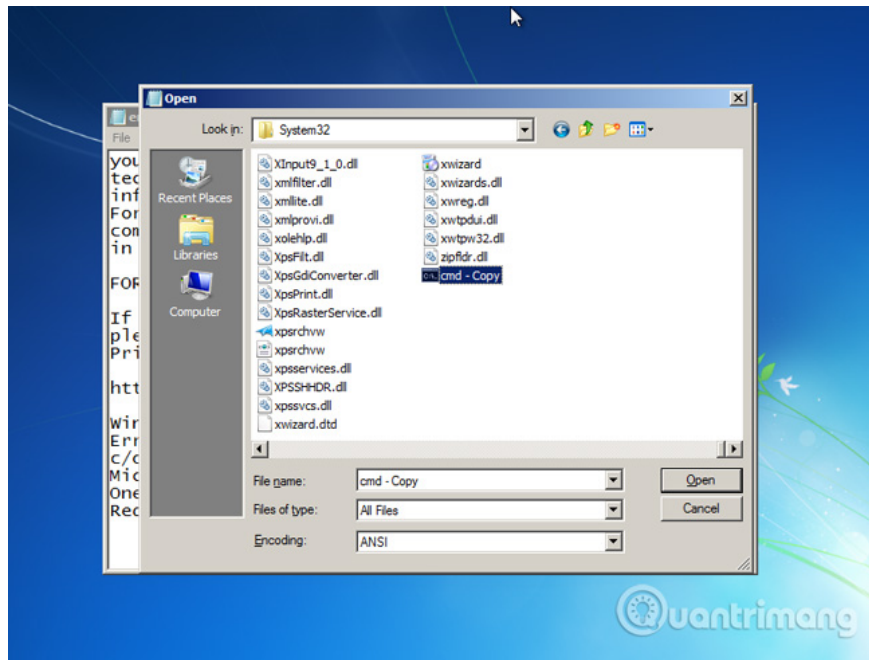 Open
Look in:
System32
File
you
tec
inf
For
com
in
FOR
If
ple
Pri
htt
Win
Err
c/o
Mic
One
Red
Recent Places
Libraries
Computer
XInput9_1_0.dll
xmlfilter.dll
xmllite.dll
xmlprovi.dll
xolehlp.dll
XpsFilt.dll
XpsGdiConverter.dll
XpsPrint.dll
XpsRasterService.dll
xpsrchvw
xpsrchvw
xpsservices.dll
XPSSHHDR.dll
xpssvcs.dll
xwizard.dtd
xwizard
xwizards.dll
xwreg.dll
xwtpdui.dll
xwtpw32.dll
zipfldr.dll
cmd - Copy
File name: cmd - Copy
Open
Files of type: All Files
Cancel
Encoding: ANSI
Quantrimang